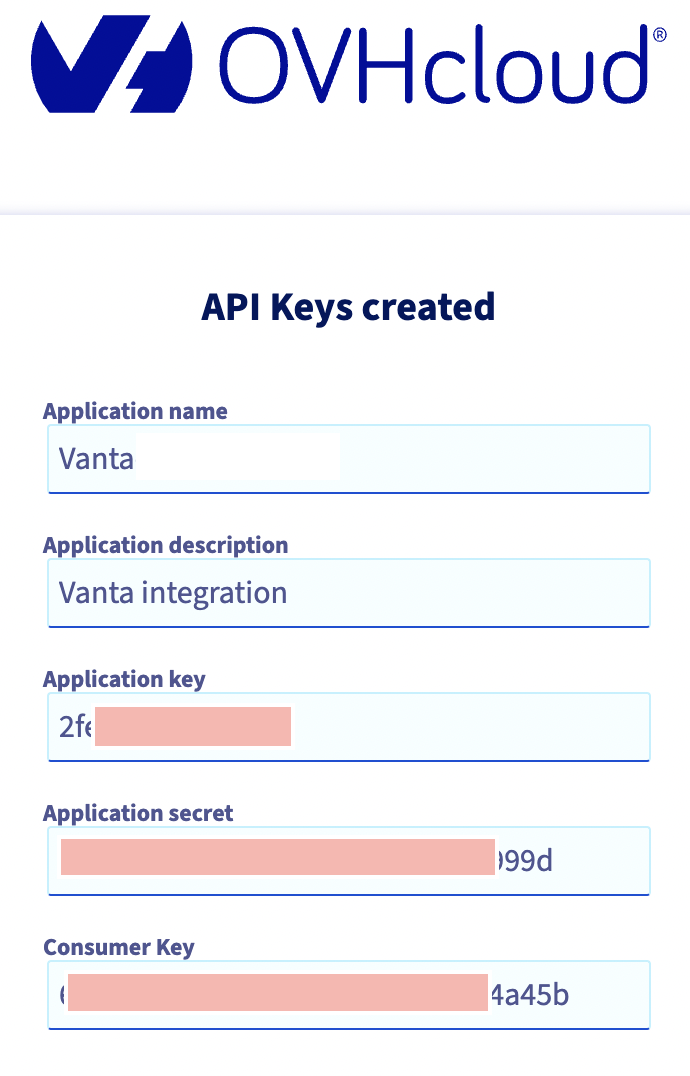 OVHcloud®
API Keys created
Application name
Vanta
Application description
Vanta integration
Application key
2fe
Application secret
999d
Consumer Key
4a45b